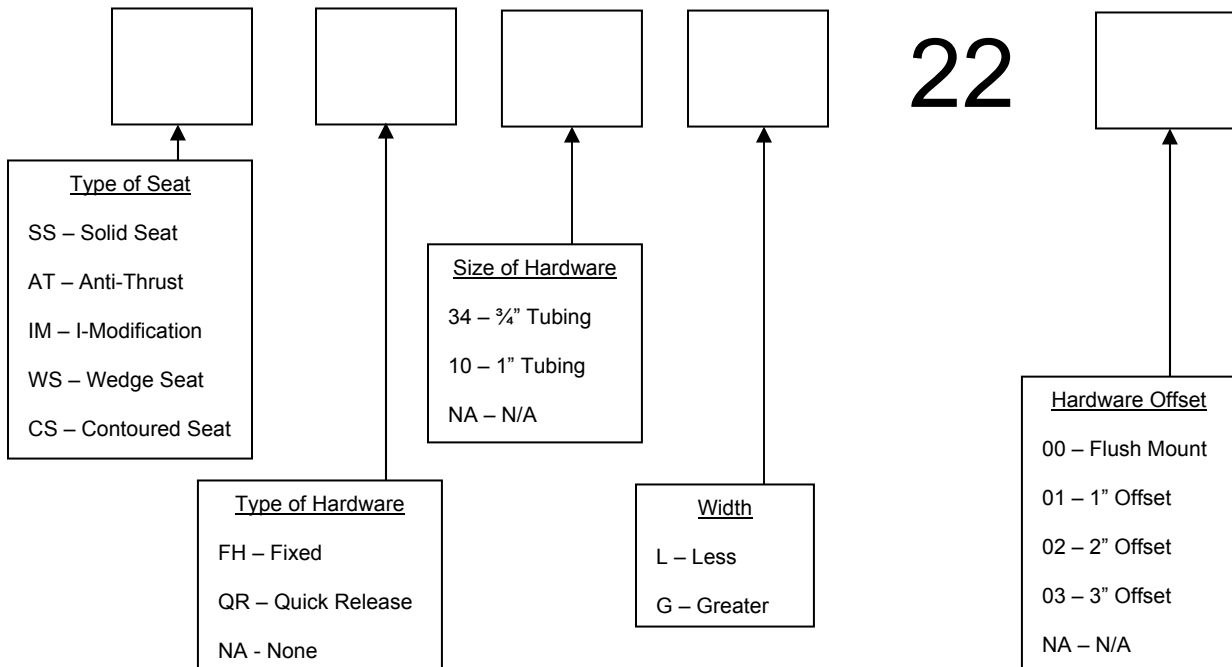 22
Type of Seat
SS – Solid Seat
AT – Anti-Thrust
IM – I-Modification
WS – Wedge Seat
CS – Contoured Seat
Type of Hardware
FH – Fixed
QR – Quick Release
NA - None
Size of Hardware
34 – ¾” Tubing
10 – 1” Tubing
NA – N/A
Width
L – Less
G – Greater
Hardware Offset
00 – Flush Mount
01 – 1” Offset
02 – 2” Offset
03 – 3” Offset
NA – N/A